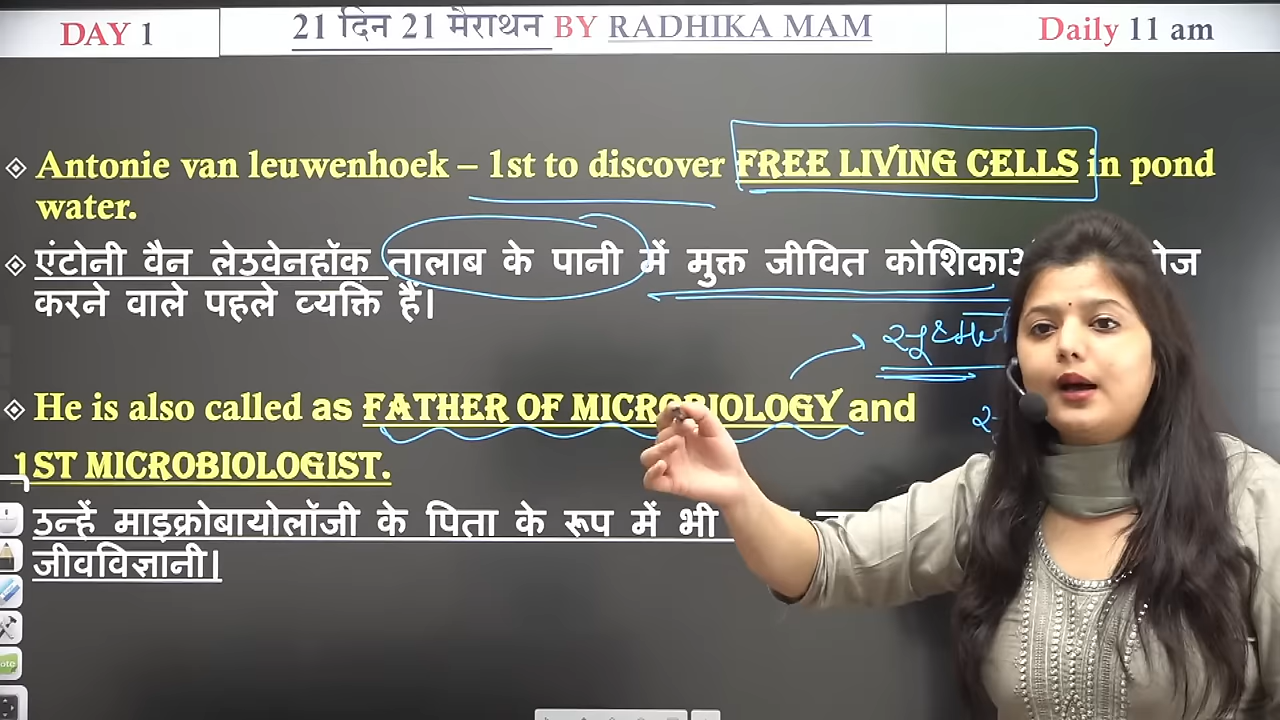 DAY 1
21 दिन 21 मैराथन BY RADHIKA MAM
Daily 11 am
Antonie van leuwenhoek – 1st to discover FREE LIVING CELLS in pond
water.
एंटोनी वैन लेउवेनहॉक तालाब के पानी में मुक्त जीवित
करने वाले पहले व्यक्ति हैं।
He is also called as FATHER OF MICROBIOLOGY and
1ST MICROBIOLOGIST.
उन्हें माइक्रोबायोलॉजी के पिता के रूप में भी
जीवविज्ञानी।